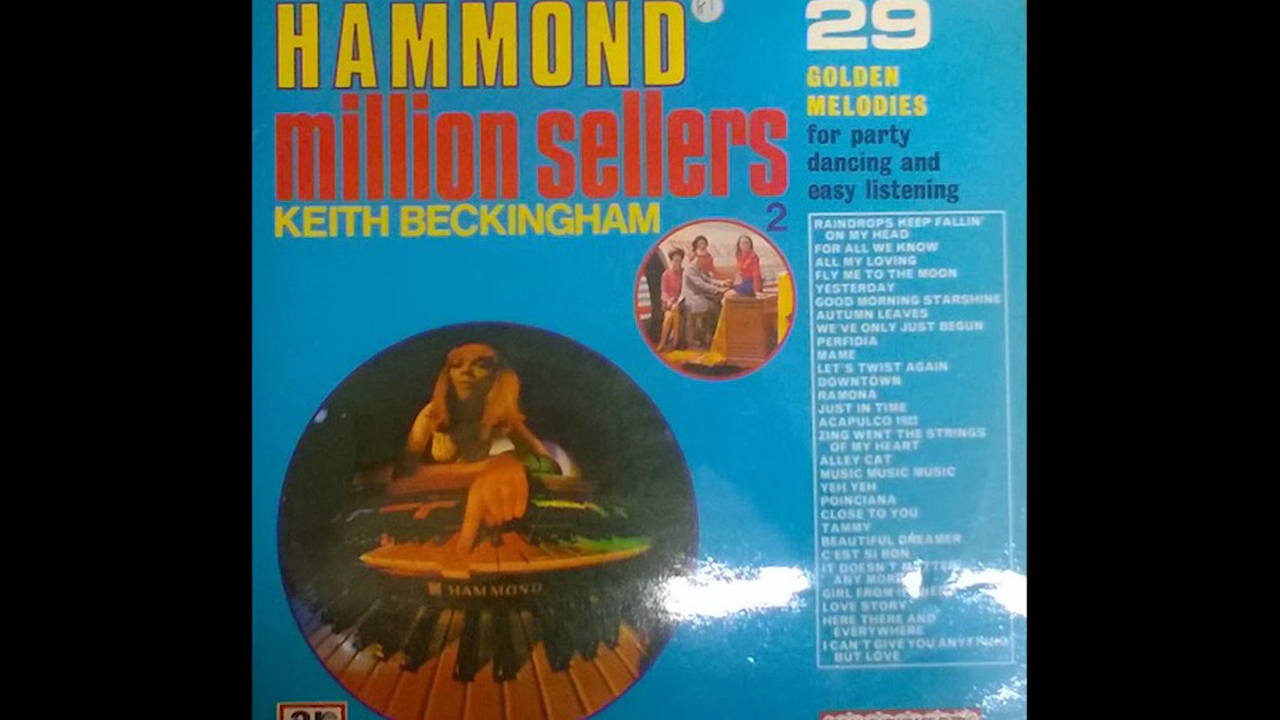 HAMMOND
million sellers
KEITH BECKINGHAM
2
29
GOLDEN
MELODIES
for party
dancing and
easy listening
RAINDROPS KEEP FALLIN'
ON MY HEAD
FOR ALL WE KNOW
ALL MY LOVING
FLY ME TO THE MOON
YESTERDAY
GOOD MORNING STARSHINE
AUTUMN LEAVES
WE'VE ONLY JUST BEGUN
PERFIDIA
MAME
LET'S TWIST AGAIN
DOWNTOWN
RAMONA
JUST IN TIME
ACAPULCO 1922
ZING WENT THE STRINGS
OF MY HEART
ALLEY CAT
MUSIC MUSIC MUSIC
YEH YEH
POINCIANA
CLOSE TO YOU
TAMMY
BEAUTIFUL DREAMER
C'EST SI BON
IT DOESN'T MATTER
ANY MORE
GIRL FROM
LOVE STORY
HERE THERE AND
EVERYWHERE
I CAN'T GIVE YOU ANYTHING
BUT LOVE
HAMMOND